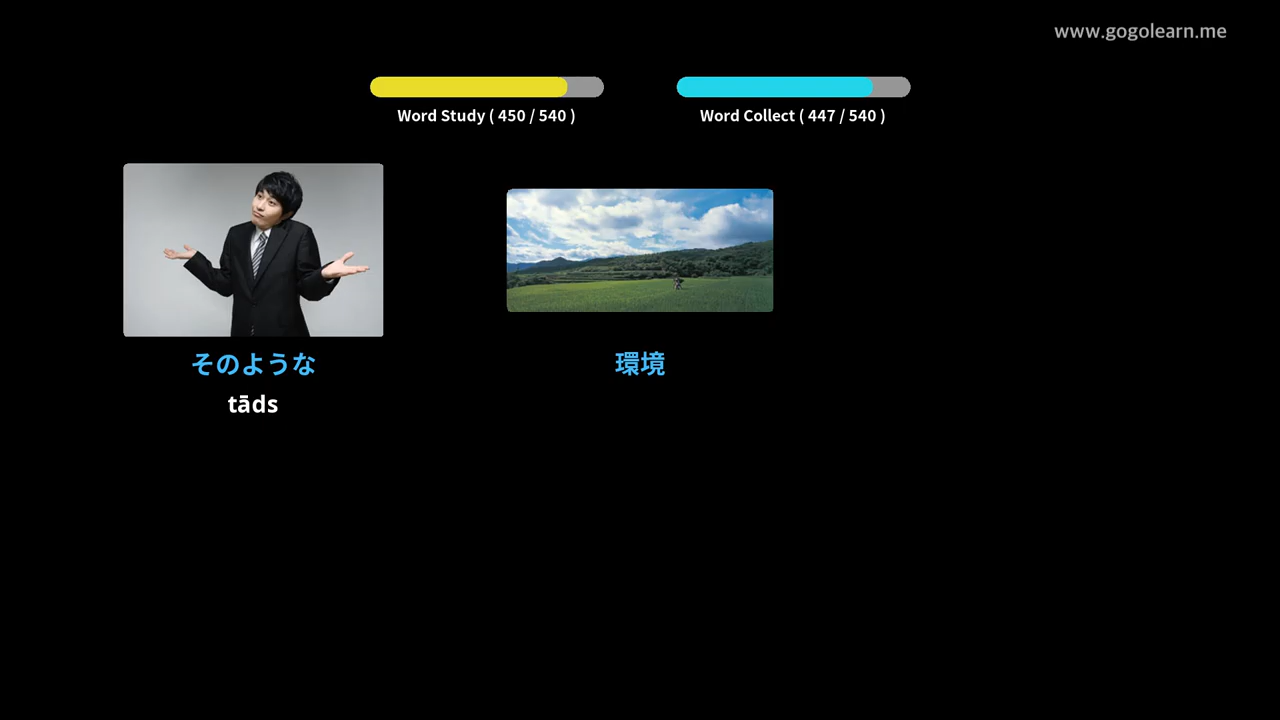 www.gogolearn.me
Word Study ( 450 / 540 )
Word Collect ( 447 / 540 )
そのような
tāds
環境